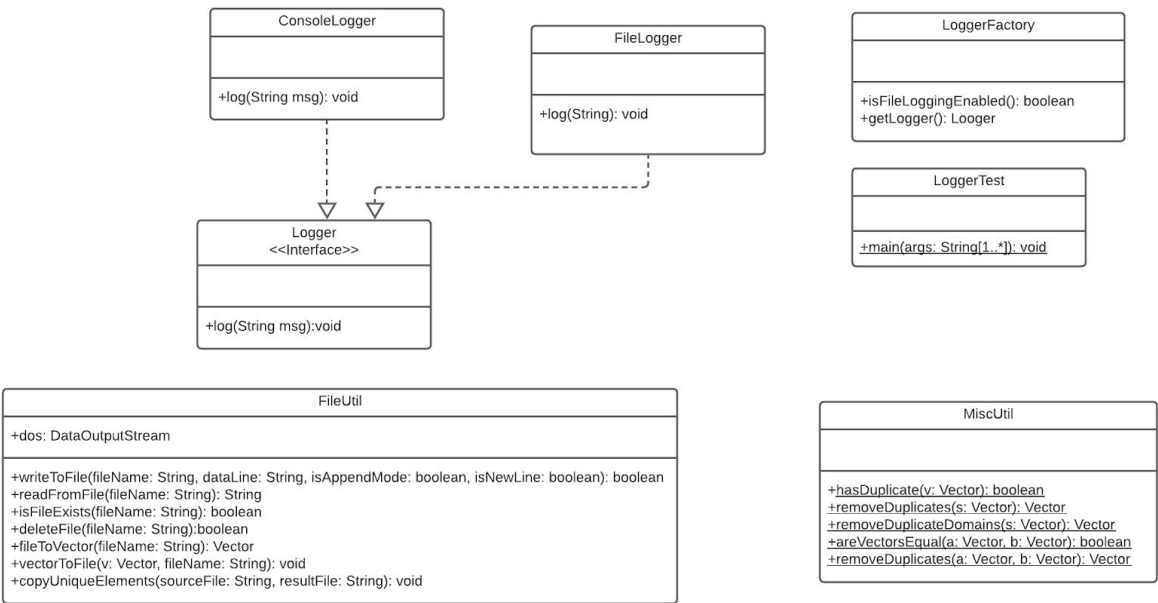 ConsoleLogger
+log(String msg): void
FileLogger
+log(String): void
LoggerFactory
+isFileLoggingEnabled(): boolean
+getLogger(): Looger
LoggerTest
+main(args: String[1..*]): void
Logger
<<Interface>>
+log(String msg):void
FileUtil
+dos: DataOutputStream
+writeToFile(fileName: String, dataLine: String, isAppendMode: boolean, isNewLine: boolean): boolean
+readFromFile(fileName: String): String
+isFileExists(fileName: String): boolean
+deleteFile(fileName: String):boolean
+fileToVector(fileName: String): Vector
+vectorToFile(v: Vector, fileName: String): void
+copyUniqueElements(sourceFile: String, resultFile: String): void
MiscUtil
+hasDuplicate(v: Vector): boolean
+removeDuplicates(s: Vector): Vector
+removeDuplicateDomains(s: Vector): Vector
+areVectorsEqual(a: Vector, b: Vector): boolean
+removeDuplicates(a: Vector, b: Vector): Vector